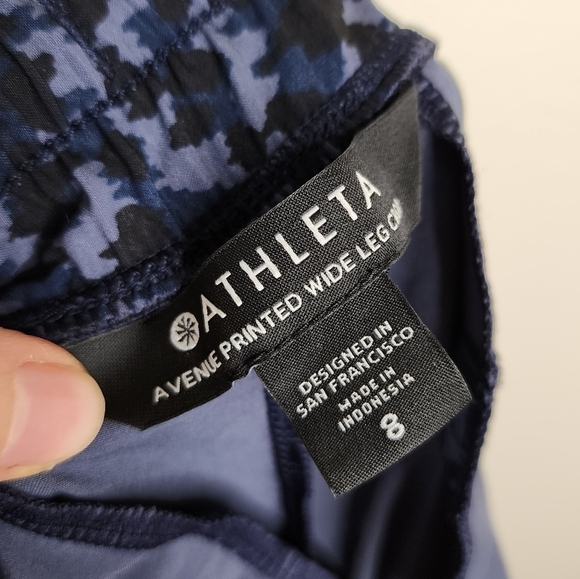 ATHLETA
AVENUE PRINTED WIDE LEG
DESIGNED IN
SAN FRANCISCO
MADE IN
INDONESIA
8